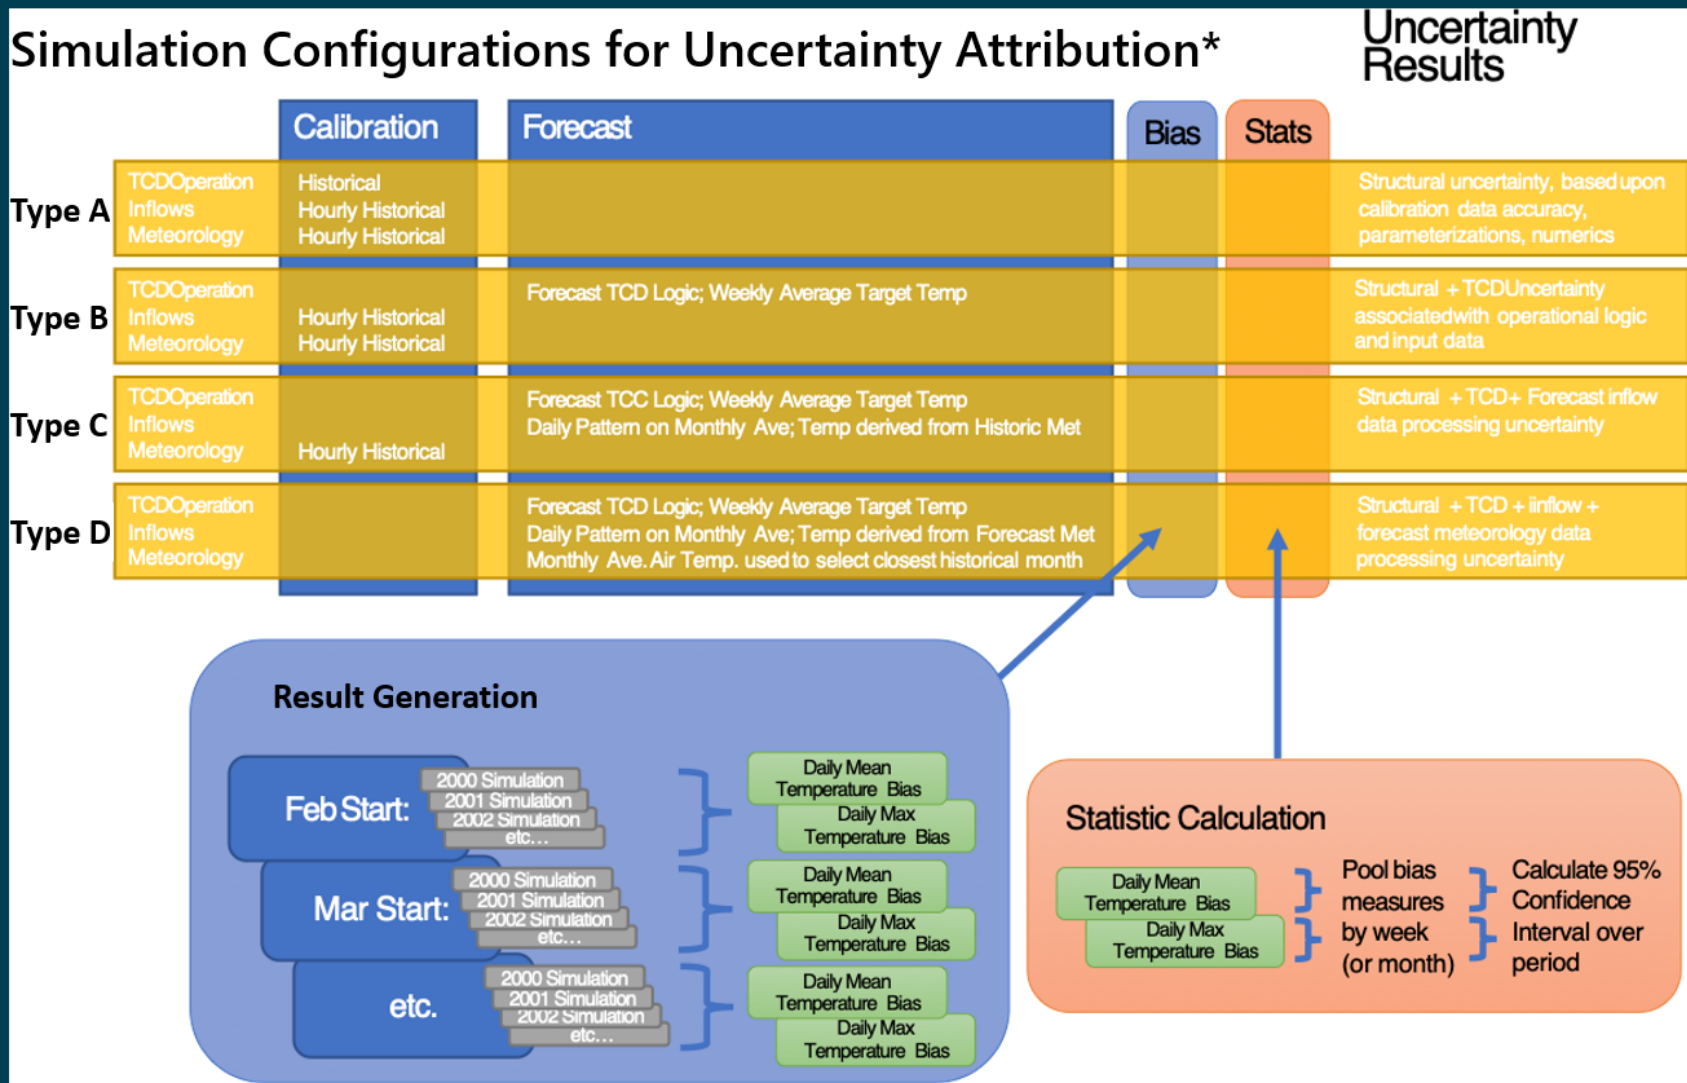 Simulation Configurations for Uncertainty Attribution*
Uncertainty
Results
Calibration
Forecast
Bias
Stats
Type A
TCDOperation
Historical
Inflows
Hourly Historical
Meteorology
Hourly Historical
Structural uncertainty, based upon
calibration data accuracy,
parameterizations, numerics
Type B
TCDOperation
Forecast TCD Logic; Weekly Average Target Temp
Inflows
Hourly Historical
Meteorology
Hourly Historical
Structural + TCDUncertainty
associatedwith operational logic
and input data
Type C
TCDOperation
Forecast TCC Logic; Weekly Average Target Temp
Inflows
Daily Pattern on Monthly Ave; Temp derived from Historic Met
Meteorology
Hourly Historical
Structural + TCD+ Forecast inflow
data processing uncertainty
Type D
TCDOperation
Forecast TCD Logic; Weekly Average Target Temp
Inflows
Daily Pattern on Monthly Ave; Temp derived from Forecast Met
Meteorology
Monthly Ave. Air Temp. used to select closest historical month
Structural + TCD + iinflow +
forecast meteorology data
processing uncertainty
Result Generation
Feb Start:
2000 Simulation
2001 Simulation
2002 Simulation
etc...
Daily Mean
Temperature Bias
Daily Max
Temperature Bias
Mar Start:
2000 Simulation
2001 Simulation
2002 Simulation
etc...
Daily Mean
Temperature Bias
Daily Max
Temperature Bias
etc.
2000 Simulation
2001 Simulation
2002 Simulation
etc...
Daily Mean
Temperature Bias
Daily Max
Temperature Bias
Statistic Calculation
Daily Mean
Temperature Bias
Daily Max
Temperature Bias
Pool bias
measures
by week
(or month)
Calculate 95%
Confidence
Interval over
period